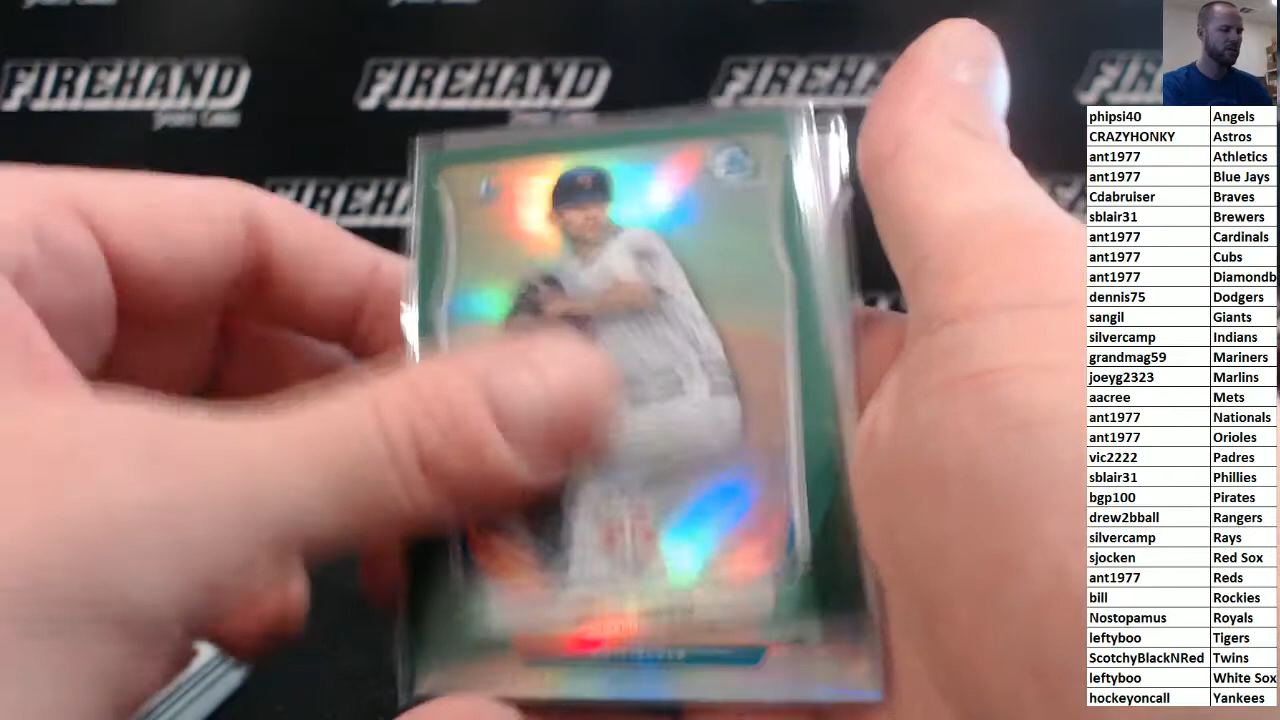 FIREHAND FIREHAND FIREHAND
FIREHAND
phipsi40 Angels
CRAZYHONKY Astros
ant1977 Athletics
ant1977 Blue Jays
Cdabruiser Braves
sblair31 Brewers
ant1977 Cardinals
ant1977 Cubs
ant1977 Diamondb
dennis75 Dodgers
sangil Giants
silvercamp Indians
grandmag59 Mariners
joeyg2323 Marlins
aacree Mets
ant1977 Nationals
ant1977 Orioles
vic2222 Padres
sblair31 Phillies
bgp100 Pirates
drew2bball Rangers
silvercamp Rays
sjocken Red Sox
ant1977 Reds
bill Rockies
Nostopamus Royals
leftyboo Tigers
ScotchyBlackNRed Twins
leftyboo White Sox
hockeyoncall Yankees